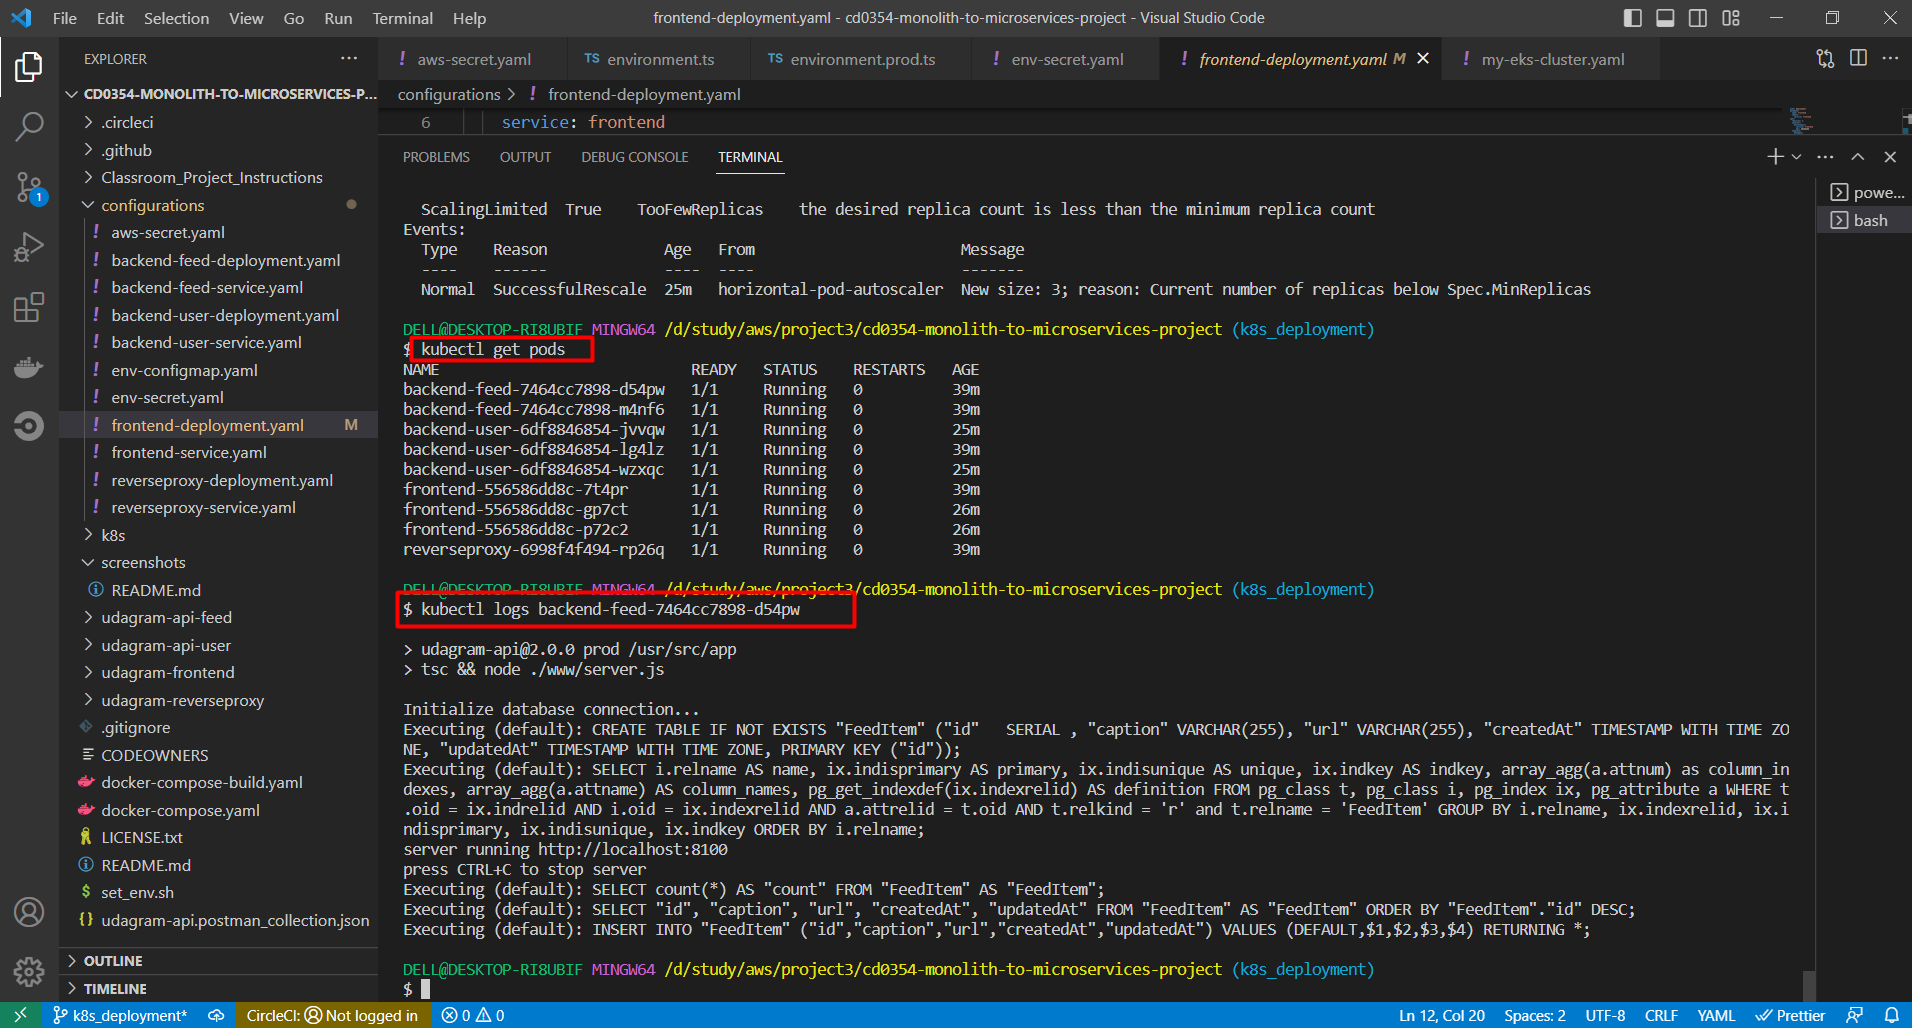 File Edit Selection View Go Run Terminal Help
frontend-deployment.yaml - cd0354-monolith-to-microservices-project - Visual Studio Code
EXPLORER
CD0354-MONOLITH-TO-MICROSERVICES-P...
.circleci
.github
Classroom_Project_Instructions
configurations
! aws-secret.yaml
! backend-feed-deployment.yaml
! backend-feed-service.yaml
! backend-user-deployment.yaml
! backend-user-service.yaml
! env-configmap.yaml
! env-secret.yaml
! frontend-deployment.yaml M
! frontend-service.yaml
! reverseproxy-deployment.yaml
! reverseproxy-service.yaml
k8s
screenshots
README.md
udagram-api-feed
udagram-api-user
udagram-frontend
udagram-reverseproxy
.gitignore
CODEOWNERS
docker-compose-build.yaml
docker-compose.yaml
LICENSE.txt
README.md
$ set_env.sh
{} udagram-api.postman_collection.json
OUTLINE
TIMELINE
1
! aws-secret.yaml TS environment.ts TS environment.prod.ts ! env-secret.yaml ! frontend-deployment.yaml M ! my-eks-cluster.yaml
configurations > ! frontend-deployment.yaml
6 service: frontend
PROBLEMS OUTPUT DEBUG CONSOLE TERMINAL
powe...
bash
ScalingLimited True TooFewReplicas the desired replica count is less than the minimum replica count
Events:
Type Reason Age From Message
---- ------ ---- ---- -------
Normal SuccessfulRescale 25m horizontal-pod-autoscaler New size: 3; reason: Current number of replicas below Spec.MinReplicas
DELL@DESKTOP-RI8UBIF MINGW64 /d/study/aws/project3/cd0354-monolith-to-microservices-project (k8s_deployment)
$ kubectl get pods
NAME READY STATUS RESTARTS AGE
backend-feed-7464cc7898-d54pw 1/1 Running 0 39m
backend-feed-7464cc7898-m4nf6 1/1 Running 0 39m
backend-user-6df8846854-jvvqw 1/1 Running 0 25m
backend-user-6df8846854-lg4lz 1/1 Running 0 39m
backend-user-6df8846854-wzxqc 1/1 Running 0 25m
frontend-556586dd8c-7t4pr 1/1 Running 0 39m
frontend-556586dd8c-gp7ct 1/1 Running 0 26m
frontend-556586dd8c-p72c2 1/1 Running 0 26m
reverseproxy-6998f4f494-rp26q 1/1 Running 0 39m
DELL@DESKTOP-RI8UBIF MINGW64 /d/study/aws/project3/cd0354-monolith-to-microservices-project (k8s_deployment)
$ kubectl logs backend-feed-7464cc7898-d54pw
> udagram-api@2.0.0 prod /usr/src/app
> tsc && node ./www/server.js
Initialize database connection...
Executing (default): CREATE TABLE IF NOT EXISTS "FeedItem" ("id"   SERIAL , "caption" VARCHAR(255), "url" VARCHAR(255), "createdAt" TIMESTAMP WITH TIME ZO
NE, "updatedAt" TIMESTAMP WITH TIME ZONE, PRIMARY KEY ("id"));
Executing (default): SELECT i.relname AS name, ix.indisprimary AS primary, ix.indisunique AS unique, ix.indkey AS indkey, array_agg(a.attnum) as column_in
dexes, array_agg(a.attname) AS column_names, pg_get_indexdef(ix.indexrelid) AS definition FROM pg_class t, pg_class i, pg_index ix, pg_attribute a WHERE t
.oid = ix.indrelid AND i.oid = ix.indexrelid AND a.attrelid = t.oid AND t.relkind = 'r' and t.relname = 'FeedItem' GROUP BY i.relname, ix.indexrelid, ix.i
ndisprimary, ix.indisunique, ix.indkey ORDER BY i.relname;
server running http://localhost:8100
press CTRL+C to stop server
Executing (default): SELECT count(*) AS "count" FROM "FeedItem" AS "FeedItem";
Executing (default): SELECT "id", "caption", "url", "createdAt", "updatedAt" FROM "FeedItem" AS "FeedItem" ORDER BY "FeedItem"."id" DESC;
Executing (default): INSERT INTO "FeedItem" ("id","caption","url","createdAt","updatedAt") VALUES (DEFAULT,$1,$2,$3,$4) RETURNING *;
DELL@DESKTOP-RI8UBIF MINGW64 /d/study/aws/project3/cd0354-monolith-to-microservices-project (k8s_deployment)
$
k8s_deployment* CircleCI: Not logged in 0 0 Ln 12, Col 20 Spaces: 2 UTF-8 CRLF YAML Prettier